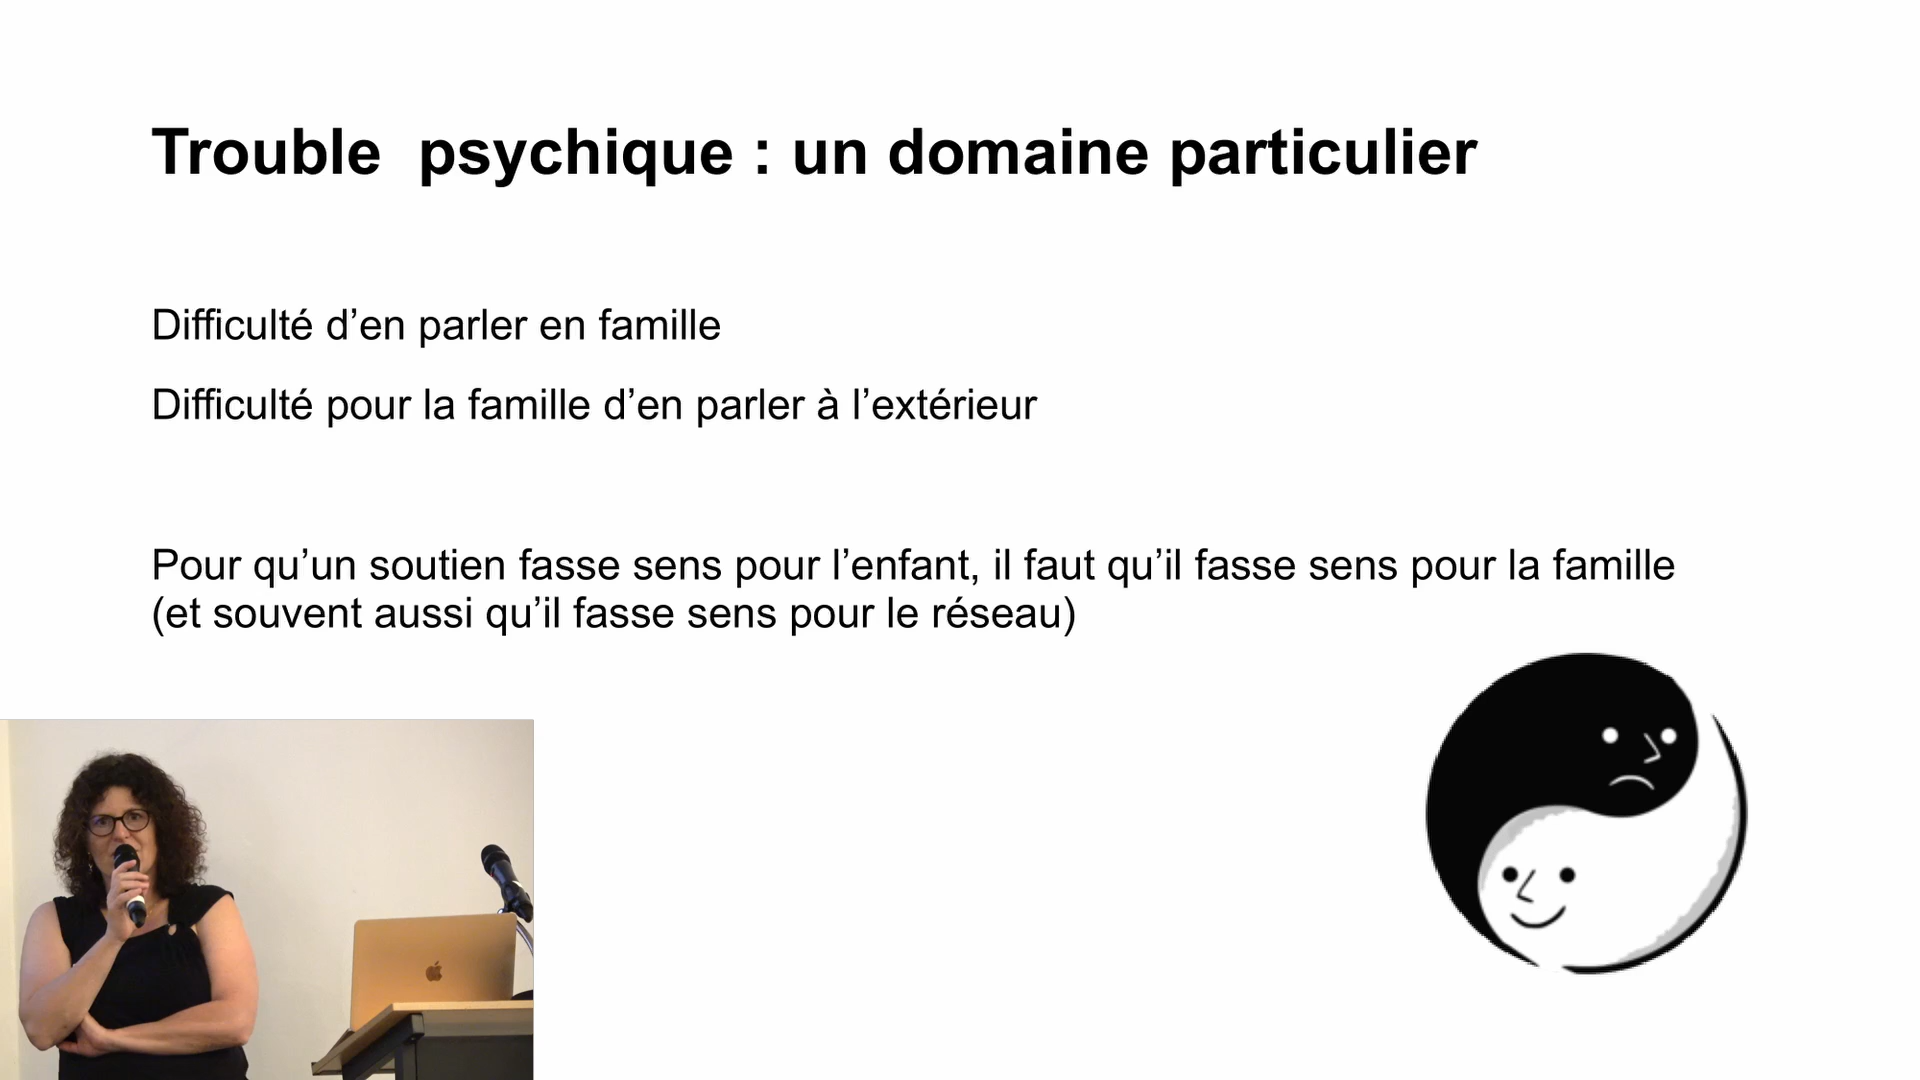 Trouble  psychique : un domaine particulier
Difficulté d’en parler en famille
Difficulté pour la famille d’en parler à l’extérieur
Pour qu’un soutien fasse sens pour l’enfant, il faut qu’il fasse sens pour la famille
(et souvent aussi qu’il fasse sens pour le réseau)